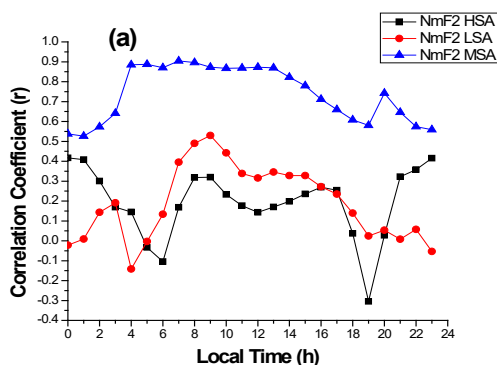 (a)
NmF2 HSA
NmF2 LSA
NmF2 MSA
Correlation Coefficient (r)
1.0
0.9
0.8
0.7
0.6
0.5
0.4
0.3
0.2
0.1
0.0
-0.1
-0.2
-0.3
-0.4
0 2 4 6 8 10 12 14 16 18 20 22 24
Local Time (h)